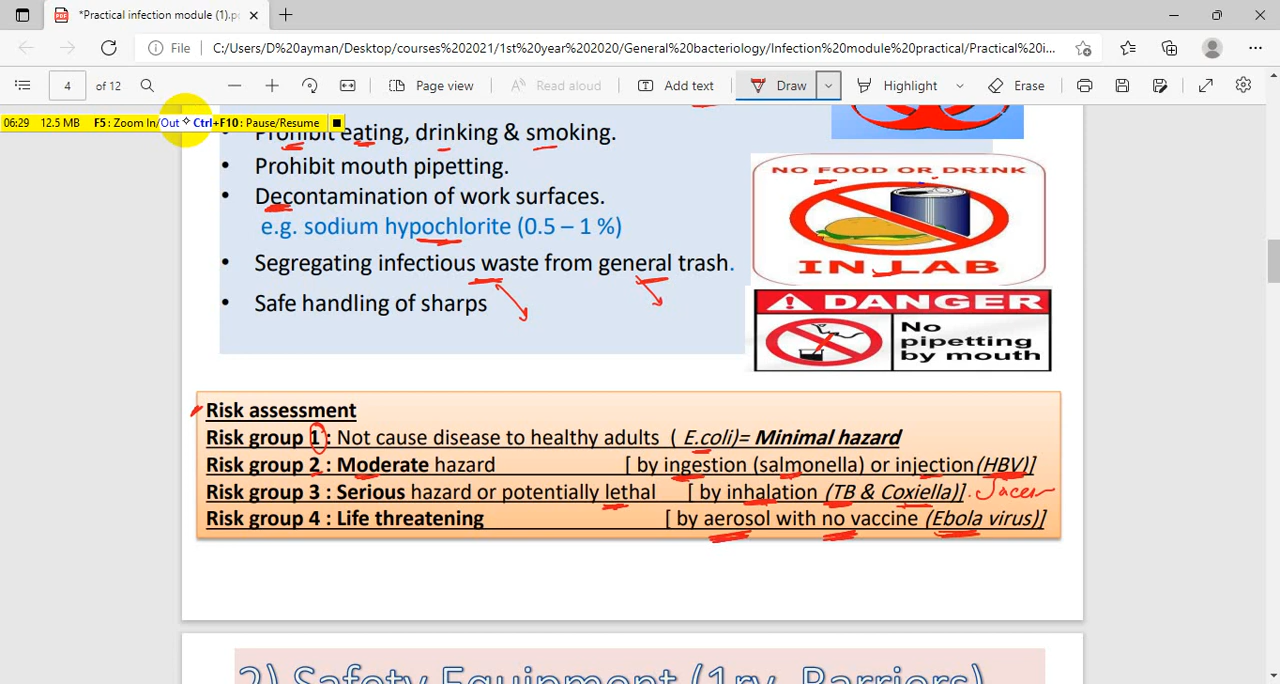 *Practical infection module (1).p
File C:/Users/D%20ayman/Desktop/courses%202021/1st%20year%202020/General%20bacteriology/Infection%20module%20practical/Practical%20i...
4 of 12 Page view Read aloud Add text Draw Highlight Erase
06:29 12.5 MB F5: Zoom In/Out Ctrl+F10: Pause/Resume
• Prohibit eating, drinking & smoking.
• Prohibit mouth pipetting.
• Decontamination of work surfaces.
e.g. sodium hypochlorite (0.5 – 1 %)
• Segregating infectious waste from general trash.
• Safe handling of sharps
NO FOOD OR DRINK
IN LAB
DANGER
No
pipetting
by mouth
Risk assessment
Risk group 1 : Not cause disease to healthy adults ( E.coli)= Minimal hazard
Risk group 2 : Moderate hazard [ by ingestion (salmonella) or injection(HBV)]
Risk group 3 : Serious hazard or potentially lethal [ by inhalation (TB & Coxiella)].
Risk group 4 : Life threatening [ by aerosol with no vaccine (Ebola virus)]
2) Safety Equipment (1ry Barriers)